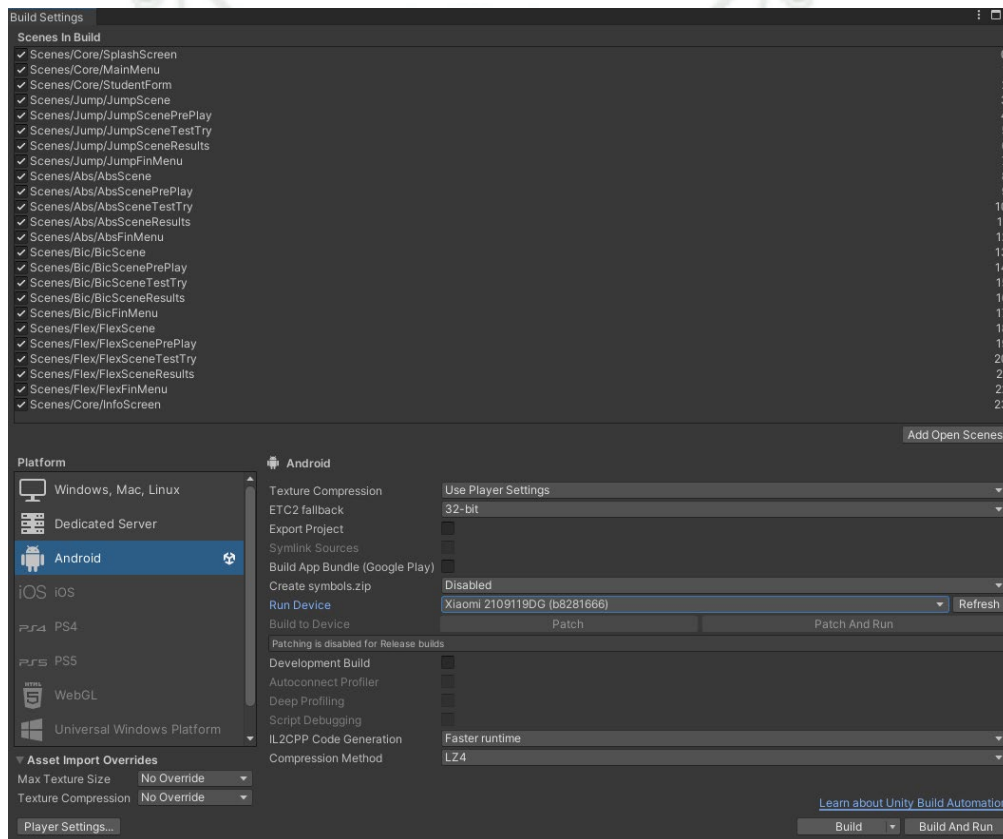 Build Settings
Scenes In Build
Scenes/Core/SplashScreen
Scenes/Core/MainMenu
Scenes/Core/StudentForm
Scenes/Jump/JumpScene
Scenes/Jump/JumpScenePrePlay
Scenes/Jump/JumpSceneTestTry
Scenes/Jump/JumpSceneResults
Scenes/Jump/JumpFinMenu
Scenes/Abs/AbsScene
Scenes/Abs/AbsScenePrePlay
Scenes/Abs/AbsSceneTestTry 10
Scenes/Abs/AbsSceneResults
Scenes/Abs/AbsFinMenu
Scenes/Bic/BicScene
Scenes/Bic/BicScenePrePlay
Scenes/Bic/BicSceneTestTry
Scenes/Bic/BicSceneResults
Scenes/Bic/BicFinMenu
Scenes/Flex/FlexScene
Scenes/Flex/FlexScenePrePlay
Scenes/Flex/FlexSceneTestTry 20
Scenes/Flex/FlexSceneResults
Scenes/Flex/FlexFinMenu
Scenes/Core/InfoScreen
Add Open Scenes
Platform
Windows, Mac, Linux
Dedicated Server
Android
iOS iOS
PS4 PS4
PS5 PS5
HTML 5 WebGL
Universal Windows Platform
Android
Texture Compression Use Player Settings
ETC2 fallback 32-bit
Export Project
Symlink Sources
Build App Bundle (Google Play)
Create symbols.zip Disabled
Run Device Xiaomi 2109119DG (b8281666) Refresh
Build to Device Patch Patch And Run
Patching is disabled for Release builds
Development Build
Autoconnect Profiler
Deep Profiling
Script Debugging
IL2CPP Code Generation Faster runtime
Compression Method LZ4
Asset Import Overrides
Max Texture Size No Override
Texture Compression No Override
Learn about Unity Build Automation
Player Settings... Build Build And Run